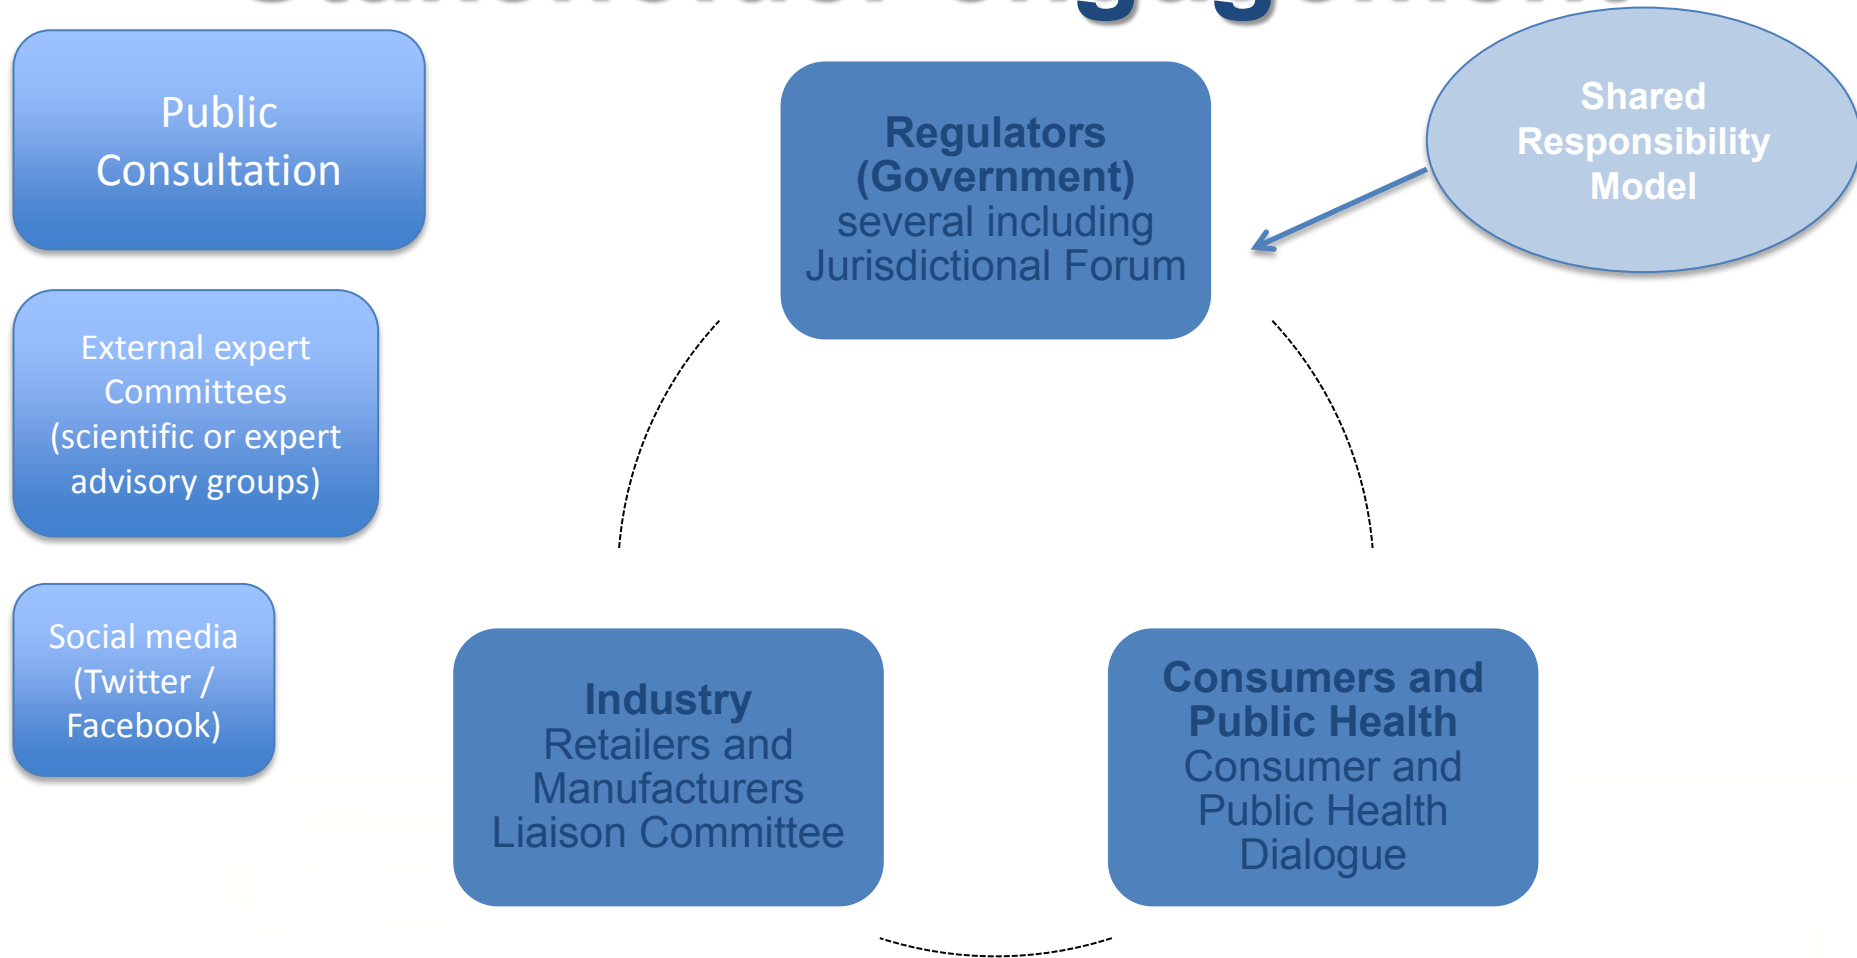 Stakeholder engagement
Public
Consultation
External expert
Committees
(scientific or expert
advisory groups)
Social media
(Twitter /
Facebook)
Regulators
(Government)
several including
Jurisdictional Forum
Shared
Responsibility
Model
Industry
Retailers and
Manufacturers
Liaison Committee
Consumers and
Public Health
Consumer and
Public Health
Dialogue